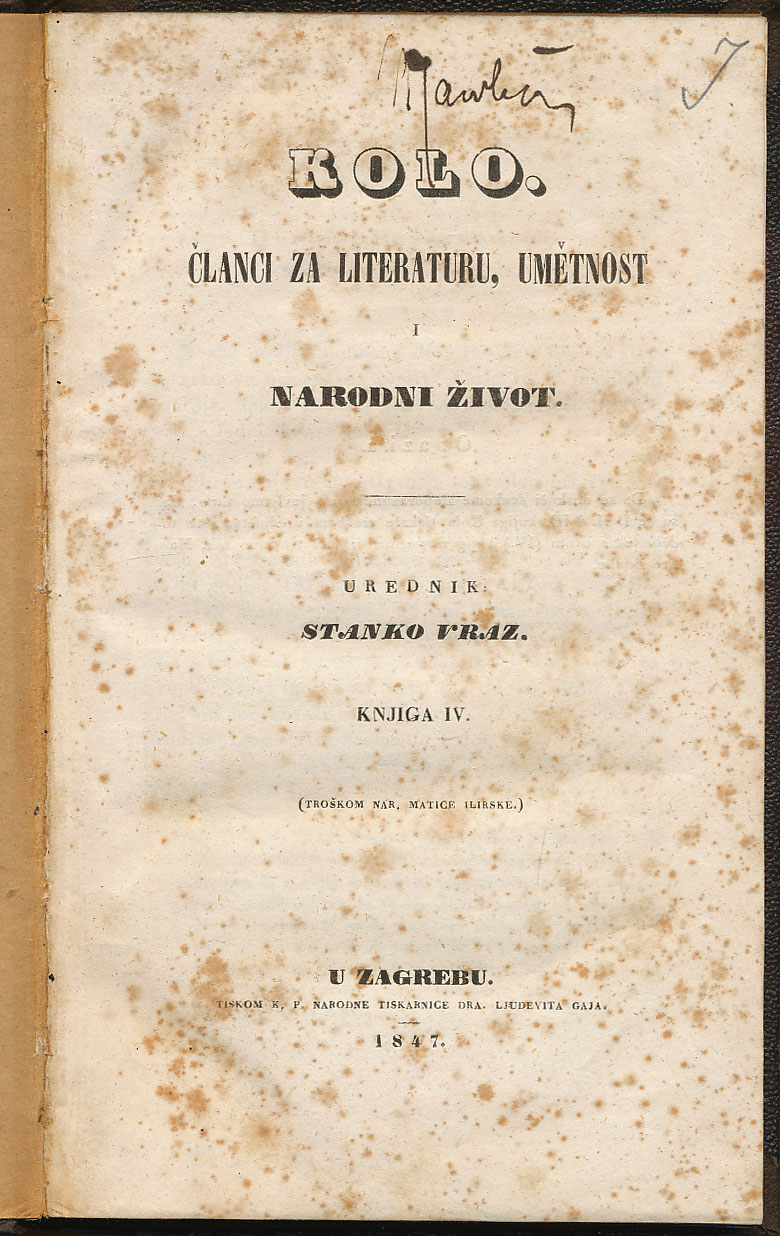 KOLO.
ČLANCI ZA LITERATURU, UMĚTNOST
I
NARODNI ŽIVOT.
UREDNIK:
STANKO VRAZ.
KNJIGA IV.
(TROŠKOM NAR. MATICE ILIRSKE.)
U ZAGREBU.
TISKOM K. P. NARODNE TISKARNICE DRA. LJUDEVITA GAJA.
1847.